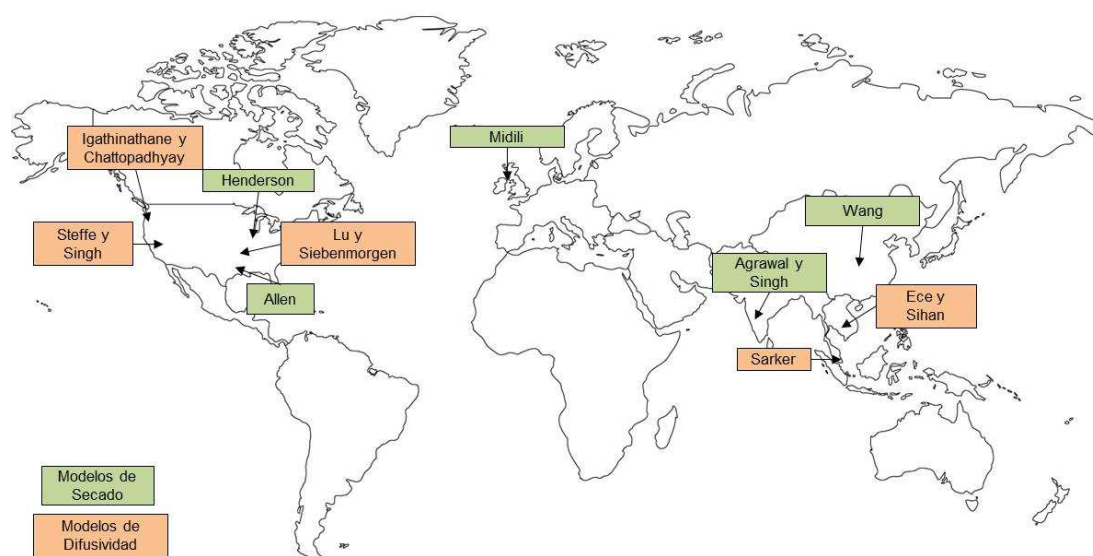 Igathinathane y
Chattopadhyay
Henderson
Steffe y
Singh
Lu y
Siebenmorgen
Allen
Midili
Wang
Agrawal y
Singh
Ece y
Sihan
Sarker
Modelos de
Secado
Modelos de
Difusividad